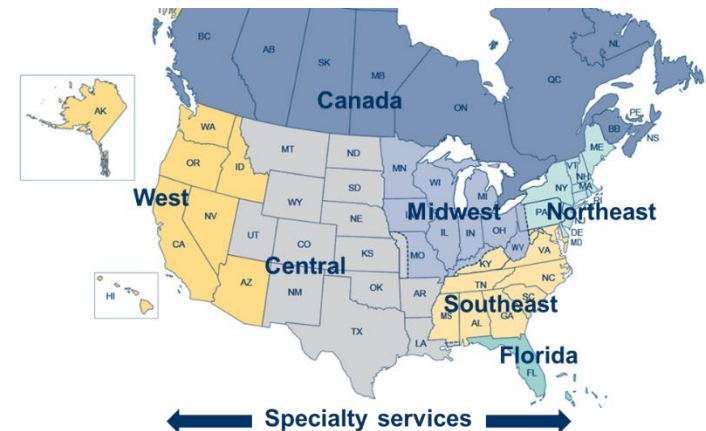 BC
AB
SK
MB
ON
QC
NL
PE
BB
NS
Canada
AK
WA
OR
ID
MT
ND
MN
SD
WI
MI
ME
VT
NH
NY
MA
RI
West
WY
NE
Midwest
PA
Northeast
NJ
NV
UT
CO
IL
IN
OH
WV
DE
MD
CA
Central
KS
MO
KY
VA
AZ
NM
OK
AR
TN
NC
HI
Southeast
SC
MS
AL
GA
TX
LA
Florida
FL
Specialty services